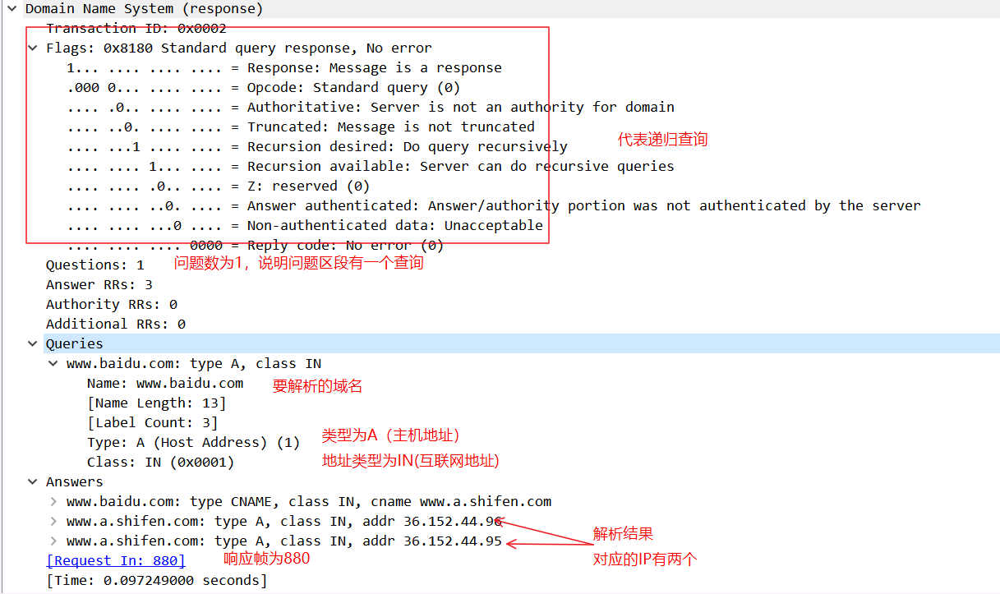 Domain Name System (response)
Transaction ID: 0x0002
Flags: 0x8180 Standard query response, No error
1... .... .... .... = Response: Message is a response
.000 0... .... .... = Opcode: Standard query (0)
.... .0.. .... .... = Authoritative: Server is not an authority for domain
.... ..0. .... .... = Truncated: Message is not truncated
代表递归查询
.... ...1 .... .... = Recursion desired: Do query recursively
.... .... 1... .... = Recursion available: Server can do recursive queries
.... .... .0.. .... = Z: reserved (0)
.... .... ..0. .... = Answer authenticated: Answer/authority portion was not authenticated by the server
.... .... ...0 .... = Non-authenticated data: Unacceptable
.... .... .... 0000 = Reply code: No error (0)
Questions: 1 问题数为1，说明问题区段有一个查询
Answer RRs: 3
Authority RRs: 0
Additional RRs: 0
Queries
www.baidu.com: type A, class IN
Name: www.baidu.com 要解析的域名
[Name Length: 13]
[Label Count: 3]
Type: A (Host Address) (1) 类型为A（主机地址）
Class: IN (0x0001) 地址类型为IN(互联网地址)
Answers
www.baidu.com: type CNAME, class IN, cname www.a.shifen.com
www.a.shifen.com: type A, class IN, addr 36.152.44.96
解析结果
www.a.shifen.com: type A, class IN, addr 36.152.44.95
对应的IP有两个
[Request In: 880] 响应帧为880
[Time: 0.097249000 seconds]